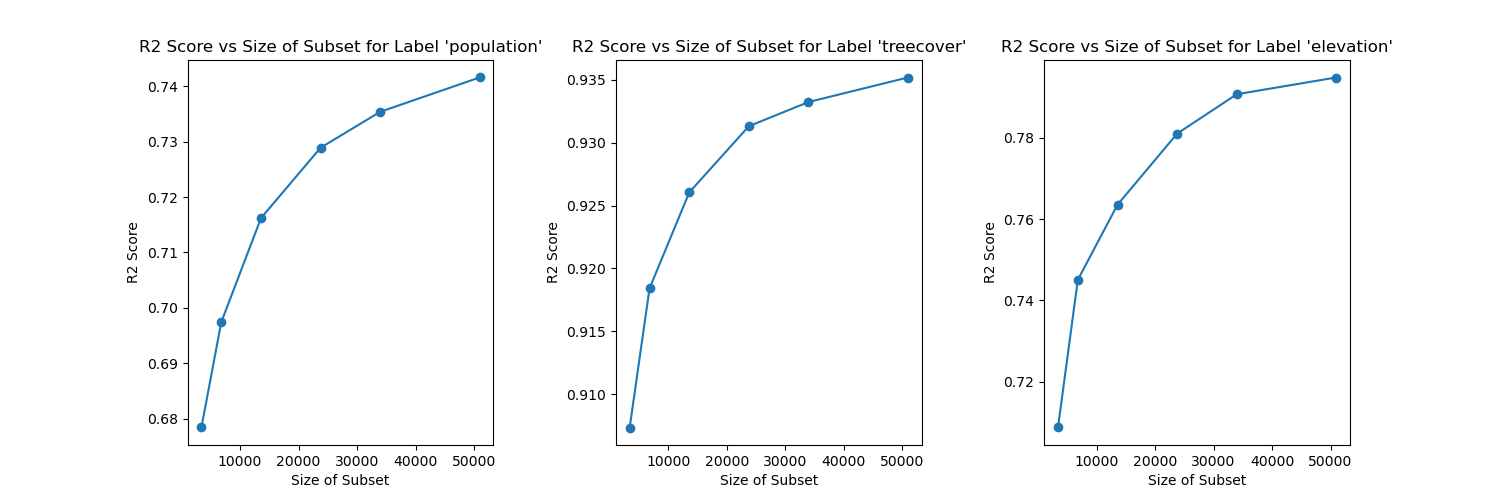 R2 Score vs Size of Subset for Label 'population'
0.74
0.73
0.72
0.71
0.70
0.69
0.68
R2 Score
10000 20000 30000 40000 50000
Size of Subset
R2 Score vs Size of Subset for Label 'treecover'
0.935
0.930
0.925
0.920
0.915
0.910
R2 Score
10000 20000 30000 40000 50000
Size of Subset
R2 Score vs Size of Subset for Label 'elevation'
0.78
0.76
0.74
0.72
R2 Score
10000 20000 30000 40000 50000
Size of Subset